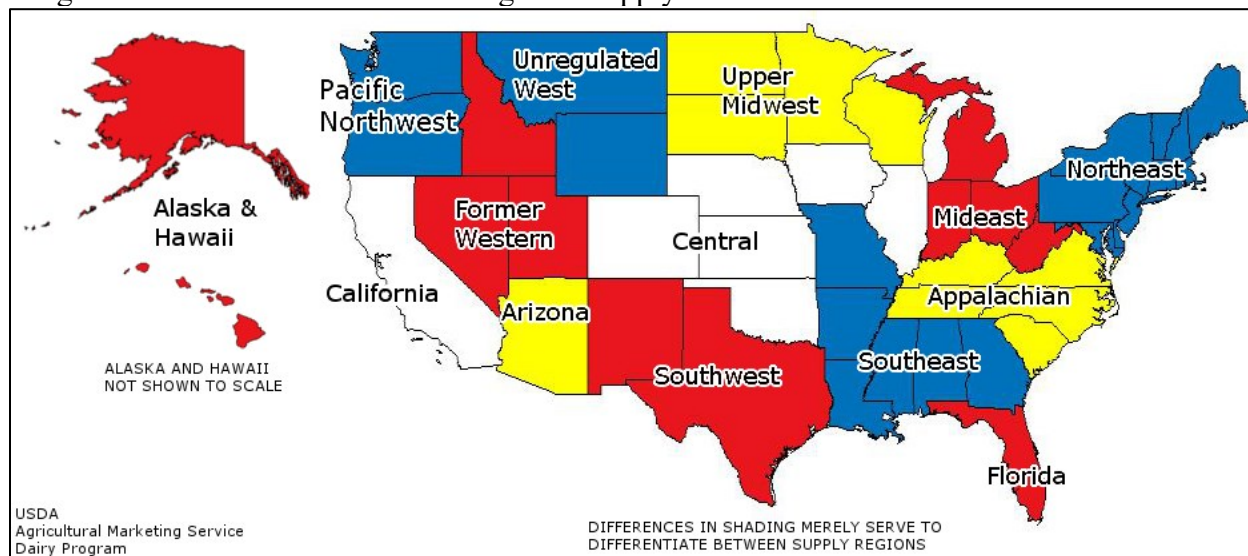 Unregulated
West
Upper
Midwest
Pacific
Northwest
Northeast
Alaska &
Hawaii
Former
Western
Mideast
Central
California
Arizona
Appalachian
Southeast
Southwest
ALASKA AND HAWAII
NOT SHOWN TO SCALE
Florida
USDA
Agricultural Marketing Service
Dairy Program
DIFFERENCES IN SHADING MERELY SERVE TO
DIFFERENTIATE BETWEEN SUPPLY REGIONS